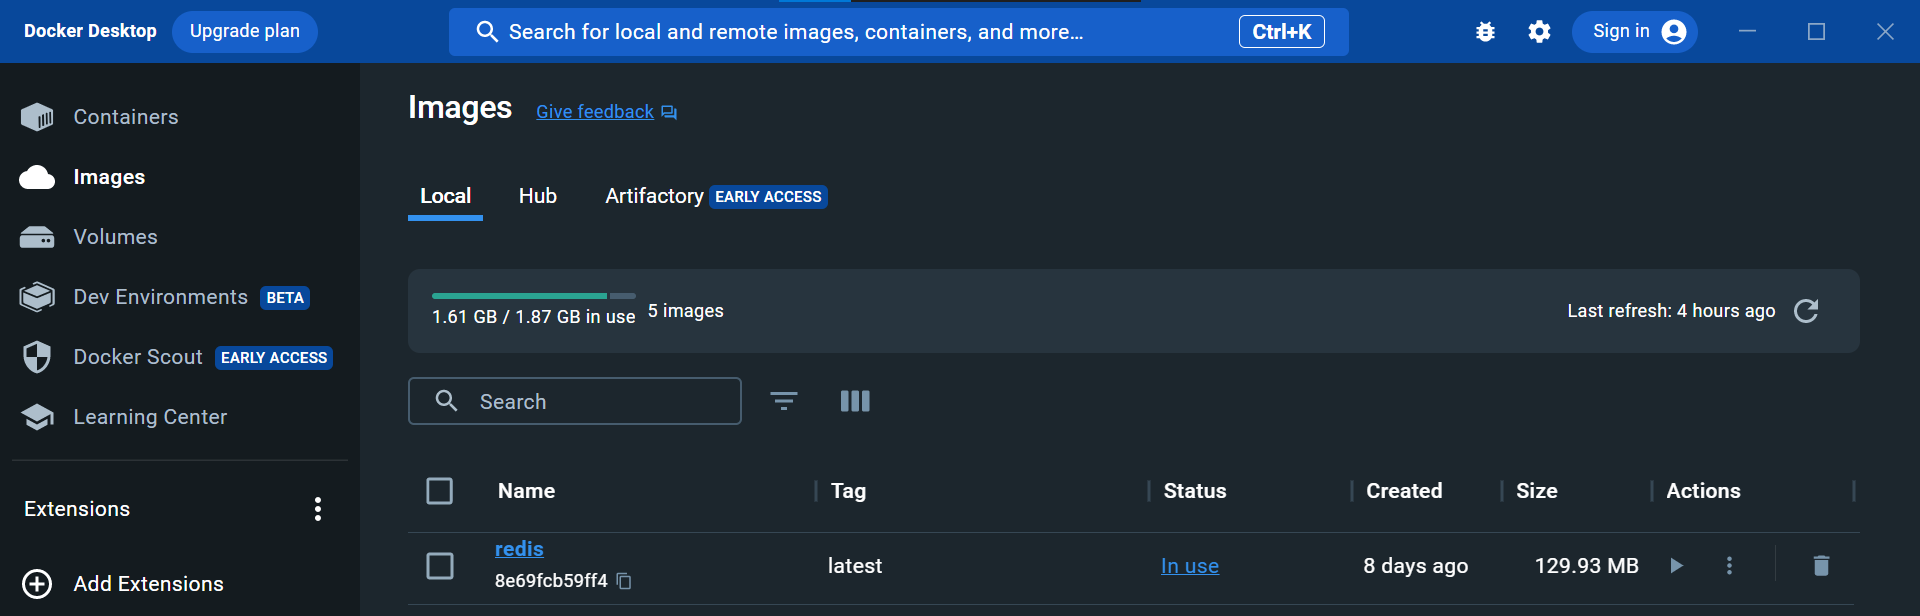 Docker Desktop
Upgrade plan
Search for local and remote images, containers, and more...
Ctrl+K
Sign in
Containers
Images
Volumes
Dev Environments BETA
Docker Scout EARLY ACCESS
Learning Center
Extensions
Add Extensions
Images
Give feedback
Local
Hub
Artifactory EARLY ACCESS
1.61 GB / 1.87 GB in use
5 images
Last refresh: 4 hours ago
Search
Name Tag Status Created Size Actions
redis
8e69fcb59ff4
latest
In use
8 days ago
129.93 MB